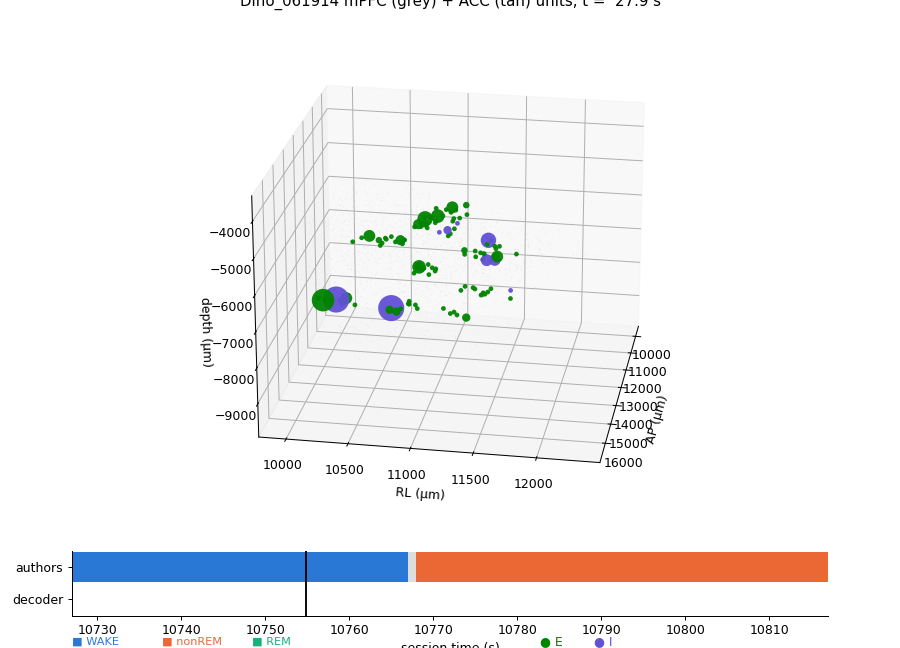 Dino_061914 mPFC (grey) + ACC (tan) units, t = 27.9 s
−4000
−5000
−6000
−7000
−8000
−9000
depth (μm)
10000
10500
11000
11500
12000
RL (μm)
10000
11000
12000
13000
14000
15000
16000
AP (μm)
authors
decoder
10730
10740
10750
10760
10770
10780
10790
10800
10810
session time (s)
WAKE
nonREM
REM
E
I